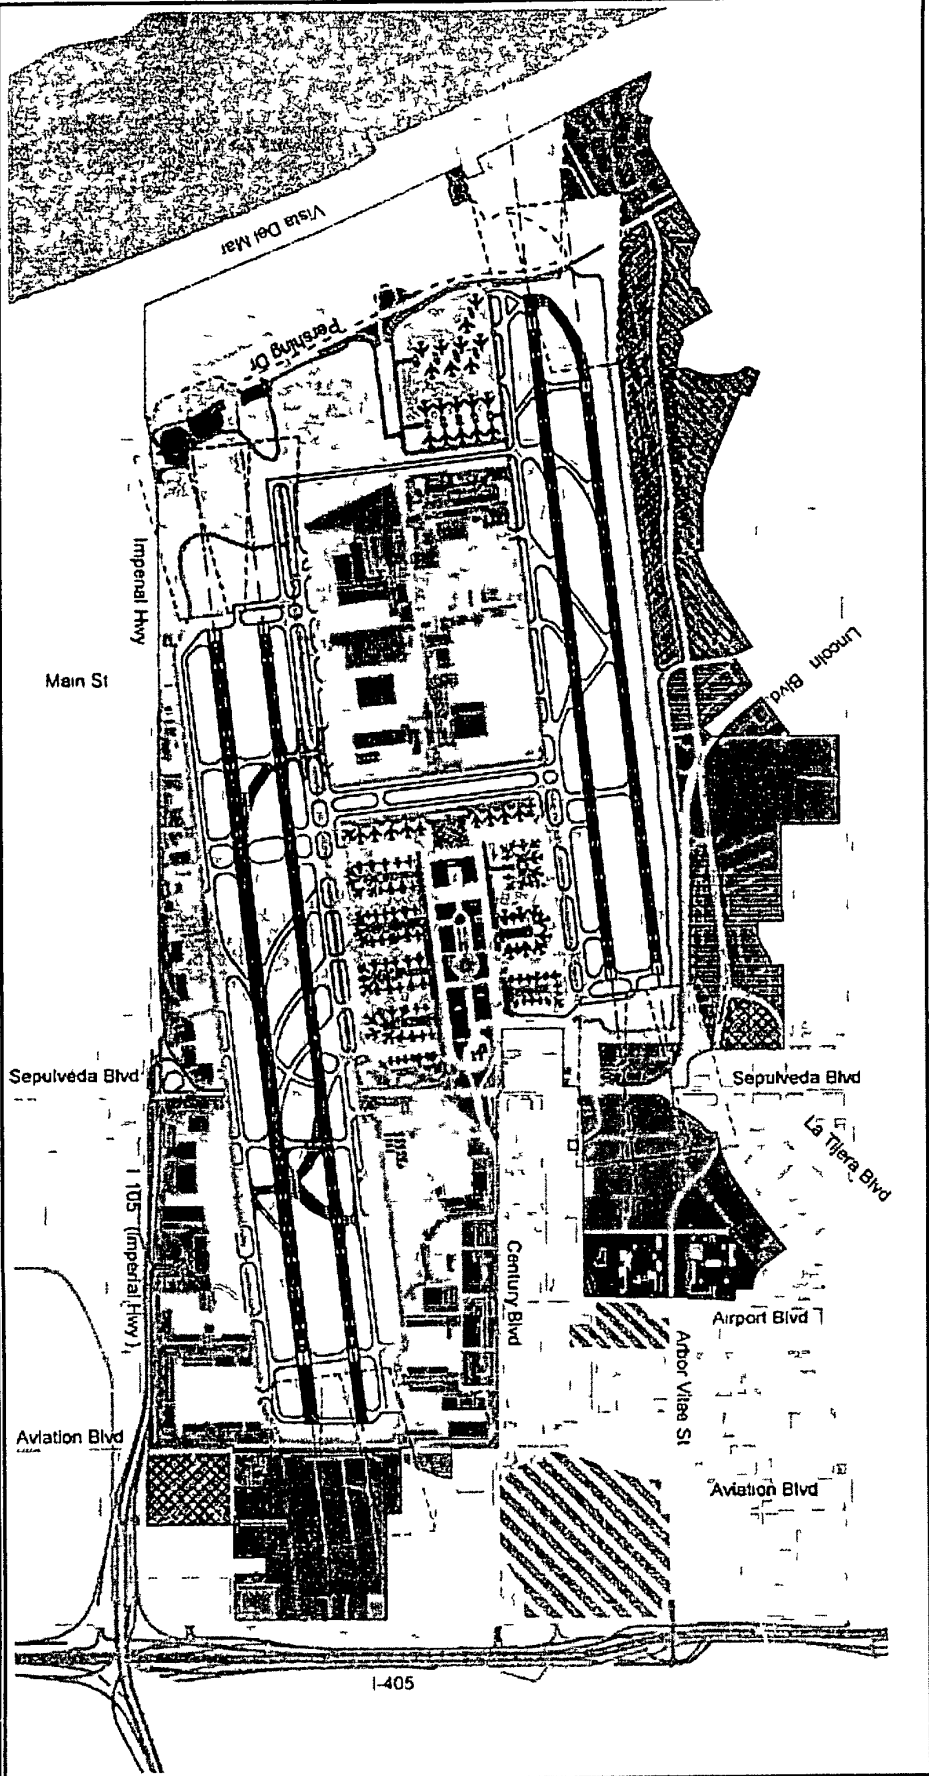 Vista Del Mar
Pershing Dr
Imperial Hwy
Main St
Lincoln Blvd.
Sepulveda Blvd
Sepulveda Blvd
La Tijera Blvd
I 105 (Imperial Hwy)
Century Blvd
Airport Blvd
Arbor Vitae St
Aviation Blvd
Aviation Blvd
I-405